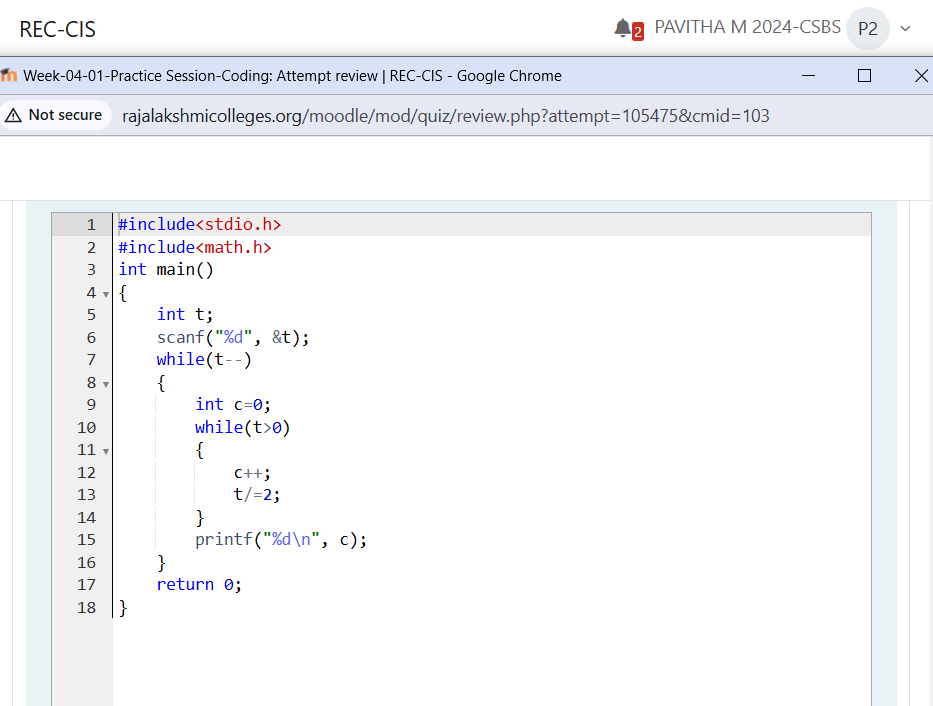 REC-CIS
2 PAVITHA M 2024-CSBS P2
Week-04-01-Practice Session-Coding: Attempt review | REC-CIS - Google Chrome
Not secure rajalakshmicolleges.org/moodle/mod/quiz/review.php?attempt=105475&cmid=103
1 #include<stdio.h>
2 #include<math.h>
3 int main()
4 {
5     int t;
6     scanf("%d", &t);
7     while(t--)
8     {
9         int c=0;
10         while(t>0)
11         {
12             c++;
13             t/=2;
14         }
15         printf("%d\n", c);
16     }
17     return 0;
18 }